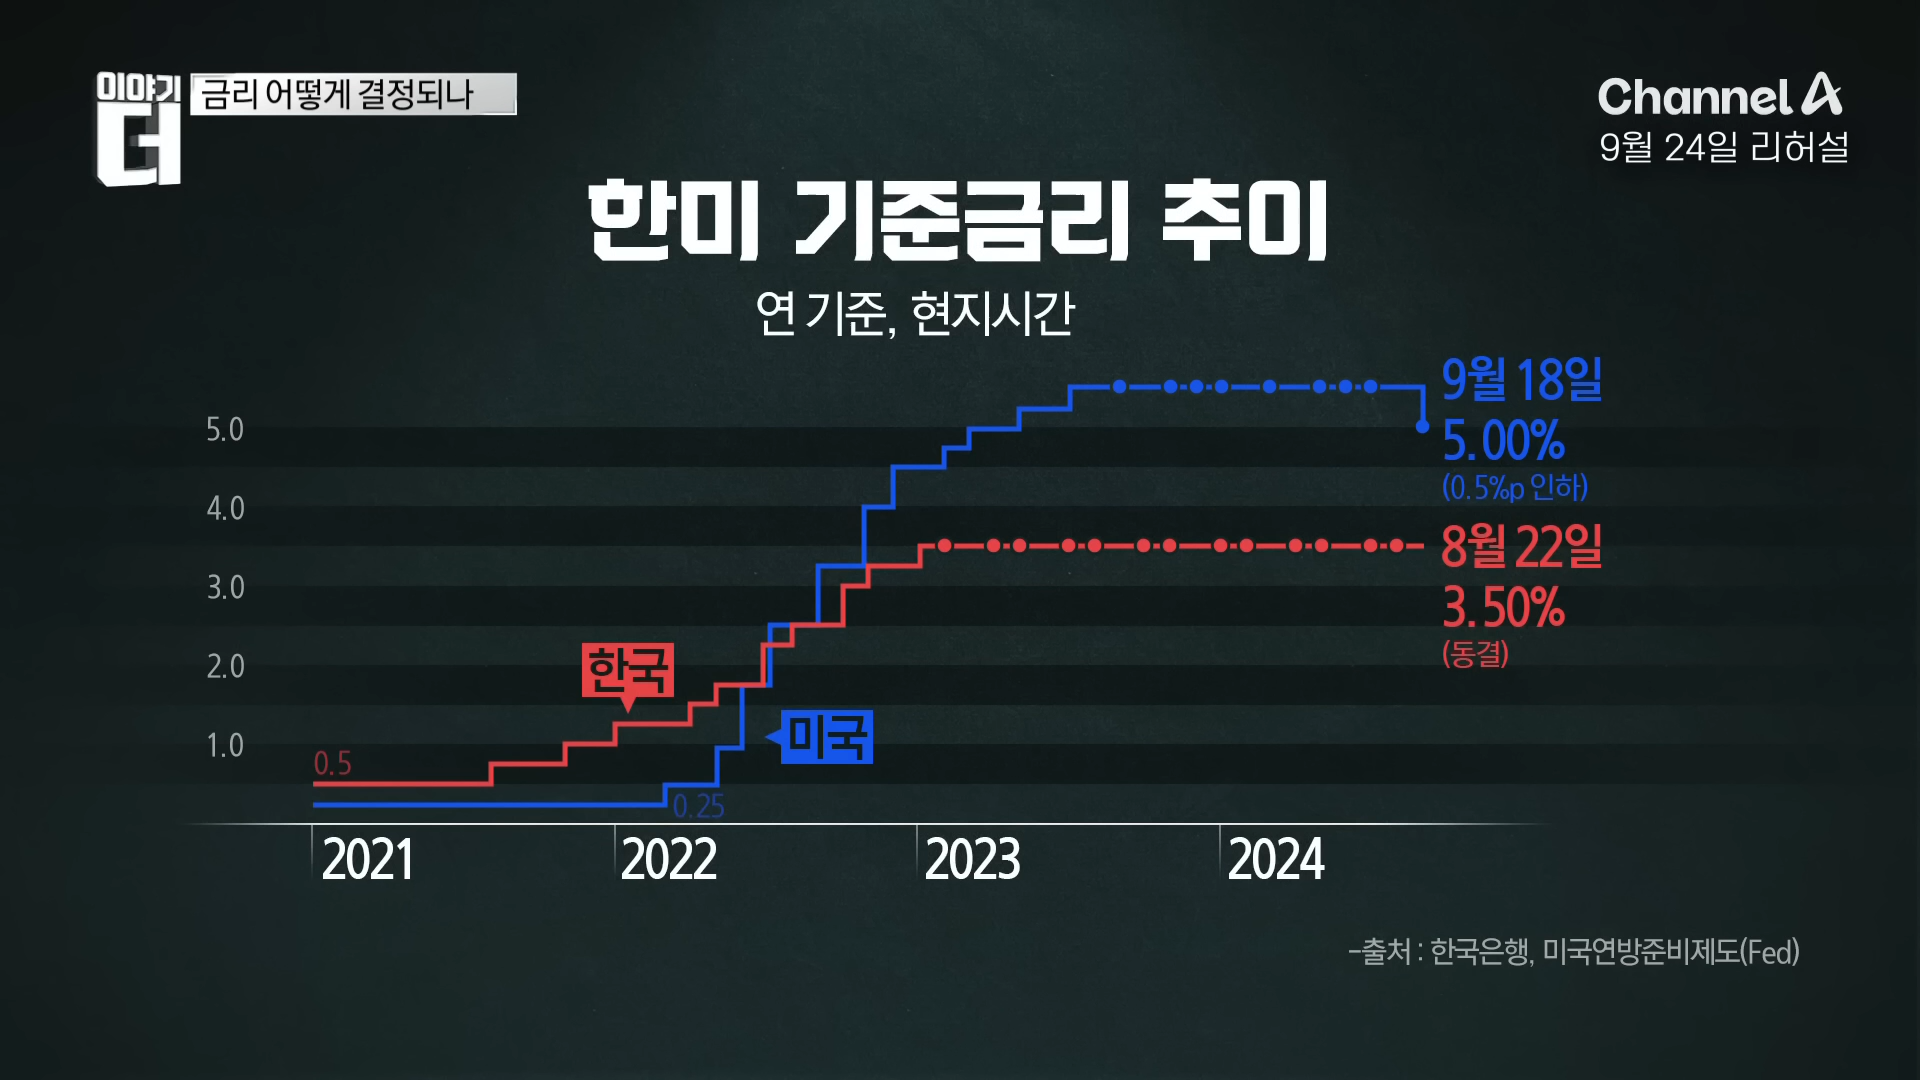 이야기 더
금리 어떻게 결정되나
Channel A
9월 24일 리허설
한미 기준금리 추이
연 기준, 현지시간
9월 18일
5.00%
(0.5%p 인하)
8월 22일
3.50%
(동결)
5.0
4.0
3.0
2.0
1.0
한국
미국
0.5
0.25
2021
2022
2023
2024
-출처 : 한국은행, 미국연방준비제도(Fed)